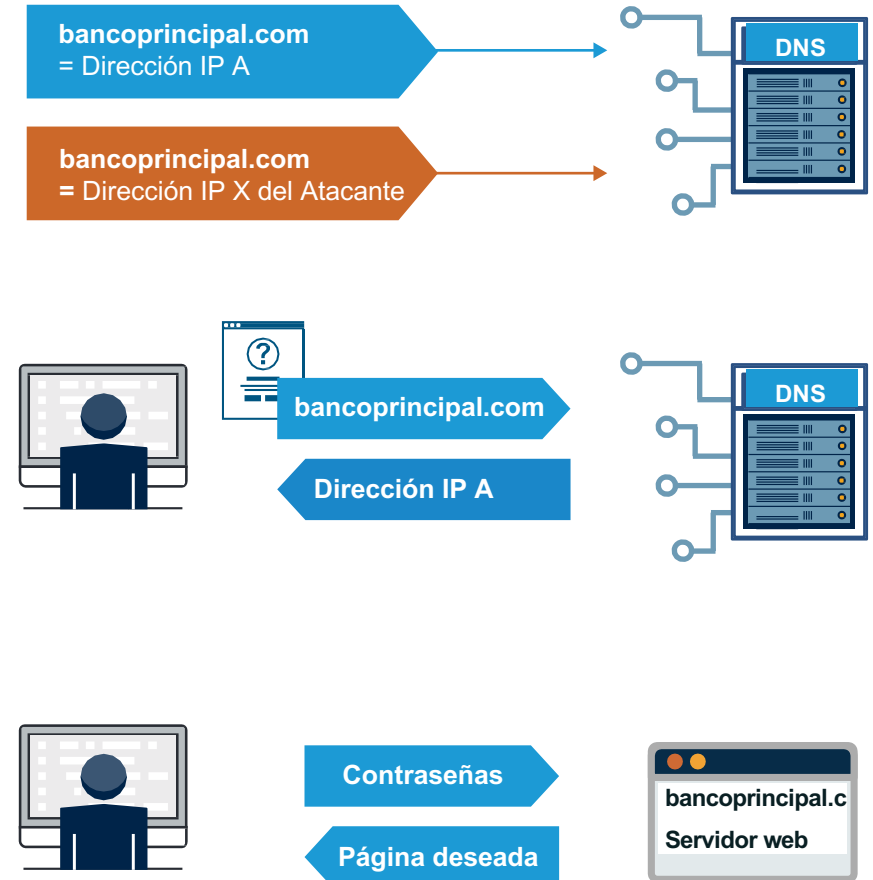 bancoprincipal.com
= Dirección IP A
DNS
bancoprincipal.com
= Dirección IP X del Atacante
?
bancoprincipal.com
DNS
Dirección IP A
Contraseñas
bancoprincipal.c
Servidor web
Página deseada